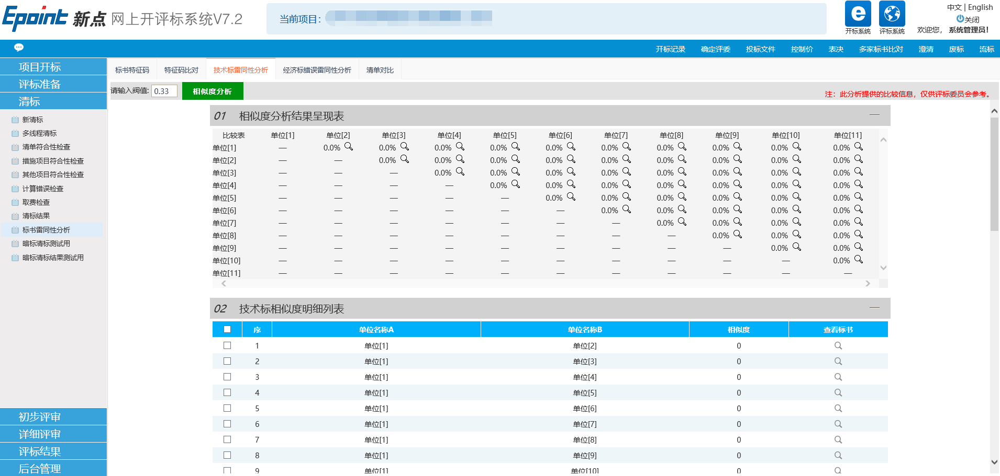 Epoint 新点 网上开评标系统V7.2
当前项目：
开标系统
评标系统
中文 | English
关闭
欢迎您， 系统管理员！
开标记录 确定评委 投标文件 控制价 表决 多家标书比对 澄清 废标 流标
项目开标
评标准备
清标
新清标
多线程清标
清单符合性检查
措施项目符合性检查
其他项目符合性检查
计算错误检查
取费检查
清标结果
标书雷同性分析
暗标清标测试用
暗标清标结果测试用
初步评审
详细评审
评标结果
后台管理
标书特征码 特征码比对 技术标雷同性分析 经济标错误雷同性分析 清单对比
请输入阀值: 0.33 相似度分析
注：此分析提供的比较信息，仅供评标委员会参考。
01 相似度分析结果呈现表
比较表 单位[1] 单位[2] 单位[3] 单位[4] 单位[5] 单位[6] 单位[7] 单位[8] 单位[9] 单位[10] 单位[11]
单位[1] — 0.0% 0.0% 0.0% 0.0% 0.0% 0.0% 0.0% 0.0% 0.0% 0.0%
单位[2] — — 0.0% 0.0% 0.0% 0.0% 0.0% 0.0% 0.0% 0.0% 0.0%
单位[3] — — — 0.0% 0.0% 0.0% 0.0% 0.0% 0.0% 0.0% 0.0%
单位[4] — — — — 0.0% 0.0% 0.0% 0.0% 0.0% 0.0% 0.0%
单位[5] — — — — — 0.0% 0.0% 0.0% 0.0% 0.0% 0.0%
单位[6] — — — — — — 0.0% 0.0% 0.0% 0.0% 0.0%
单位[7] — — — — — — — 0.0% 0.0% 0.0% 0.0%
单位[8] — — — — — — — — 0.0% 0.0% 0.0%
单位[9] — — — — — — — — — 0.0% 0.0%
单位[10] — — — — — — — — — — 0.0%
单位[11] — — — — — — — — — — —
02 技术标相似度明细列表
序 单位名称A 单位名称B 相似度 查看标书
1 单位[1] 单位[2] 0
2 单位[1] 单位[3] 0
3 单位[1] 单位[4] 0
4 单位[1] 单位[5] 0
5 单位[1] 单位[6] 0
6 单位[1] 单位[7] 0
7 单位[1] 单位[8] 0
8 单位[1] 单位[9] 0
9 单位[1] 单位[10] 0